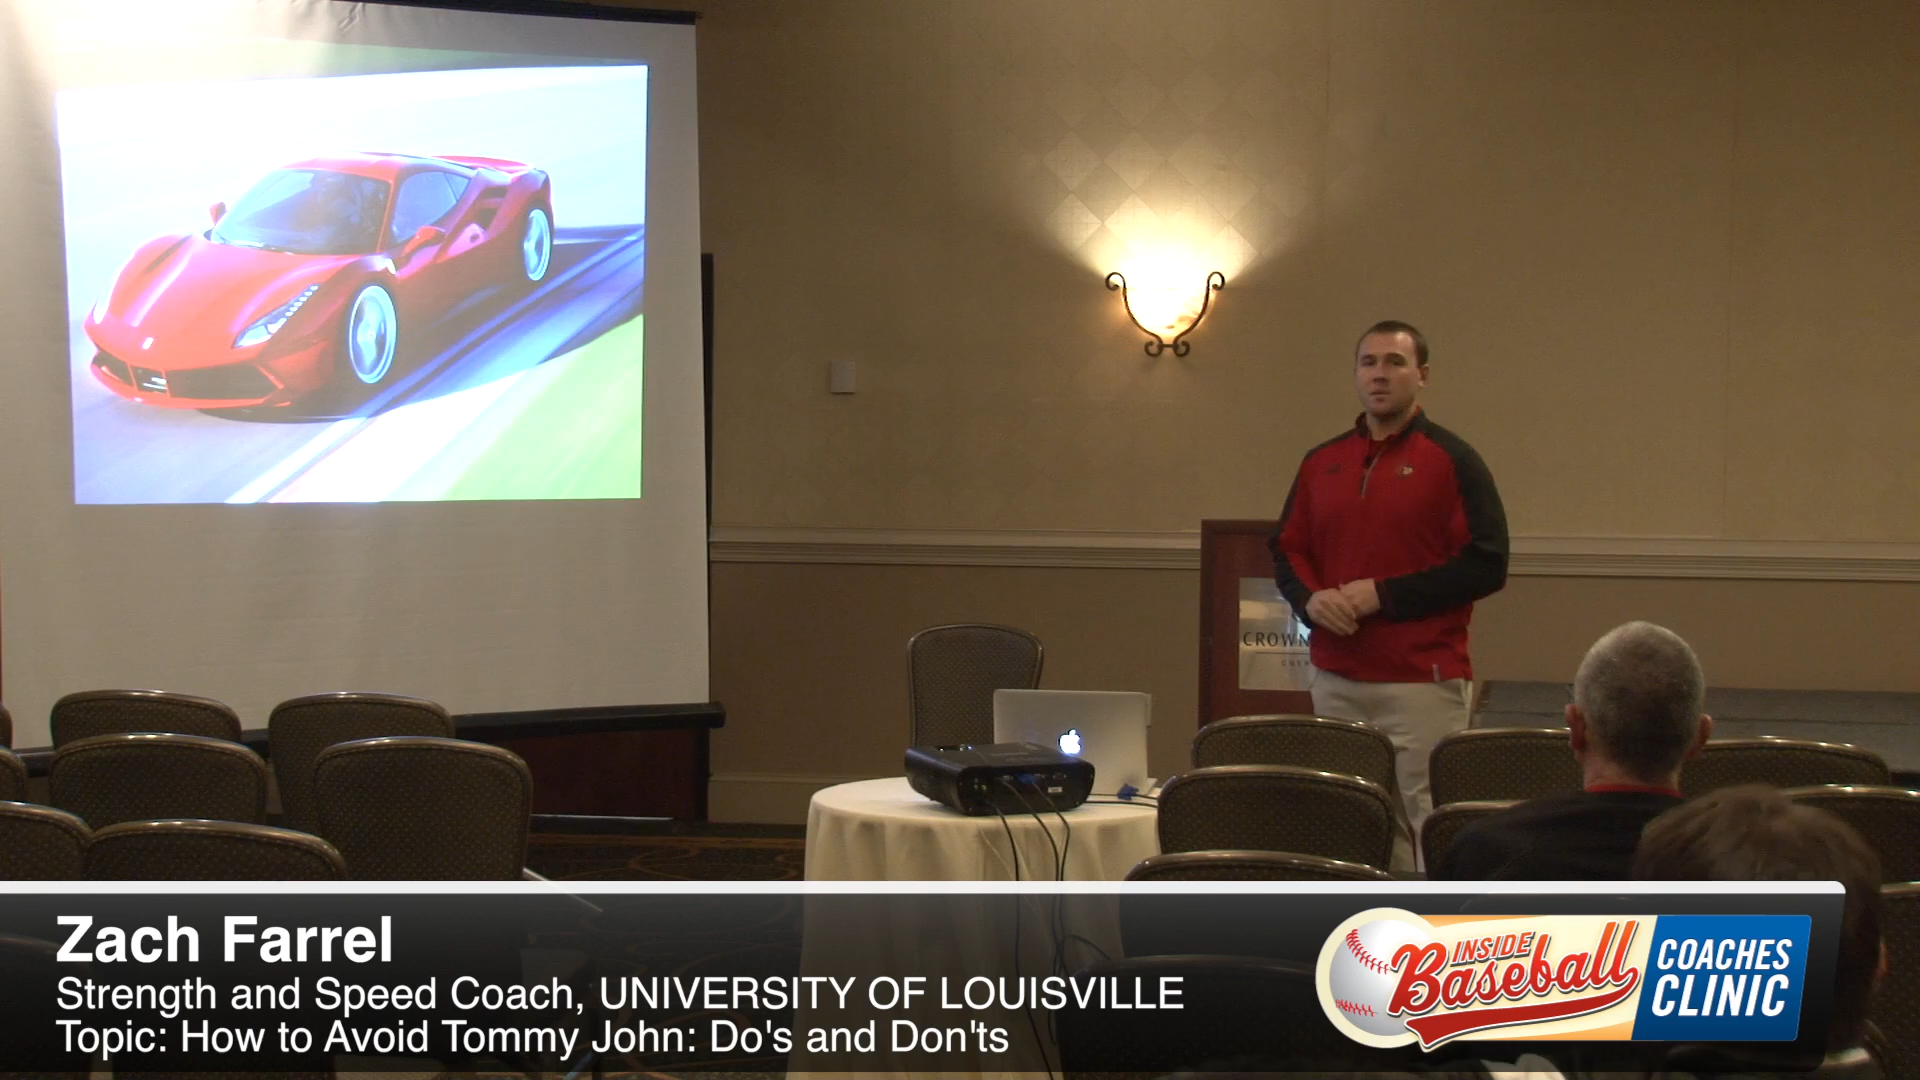 CROWN
Zach Farrel
Strength and Speed Coach, UNIVERSITY OF LOUISVILLE
Topic: How to Avoid Tommy John: Do's and Don'ts
INSIDE
Baseball
COACHES
CLINIC